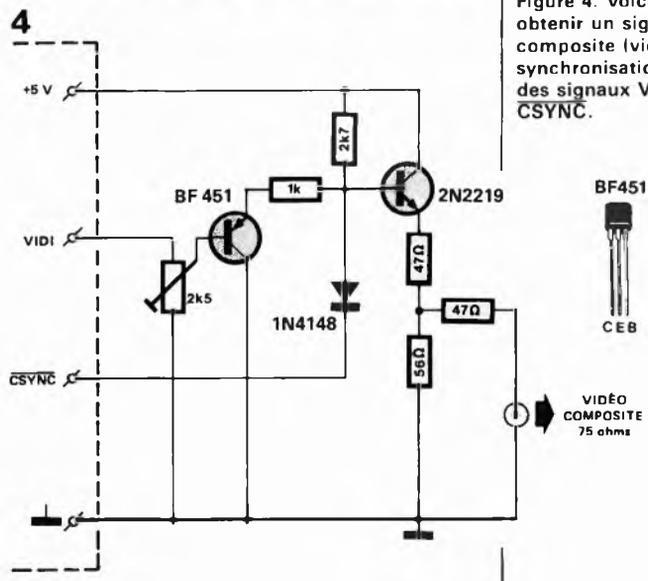 4
Figure 4. Voic
obtenir un sig
composite (vid
synchronisatio
des signaux V
CSYNC.
+5 V
2k7
BF 451
1k
2N2219
BF451
VIDI
2k5
47Ω
47Ω
1N4148
C E B
CSYNC
56Ω
VIDÉO
COMPOSITE
75 ohms